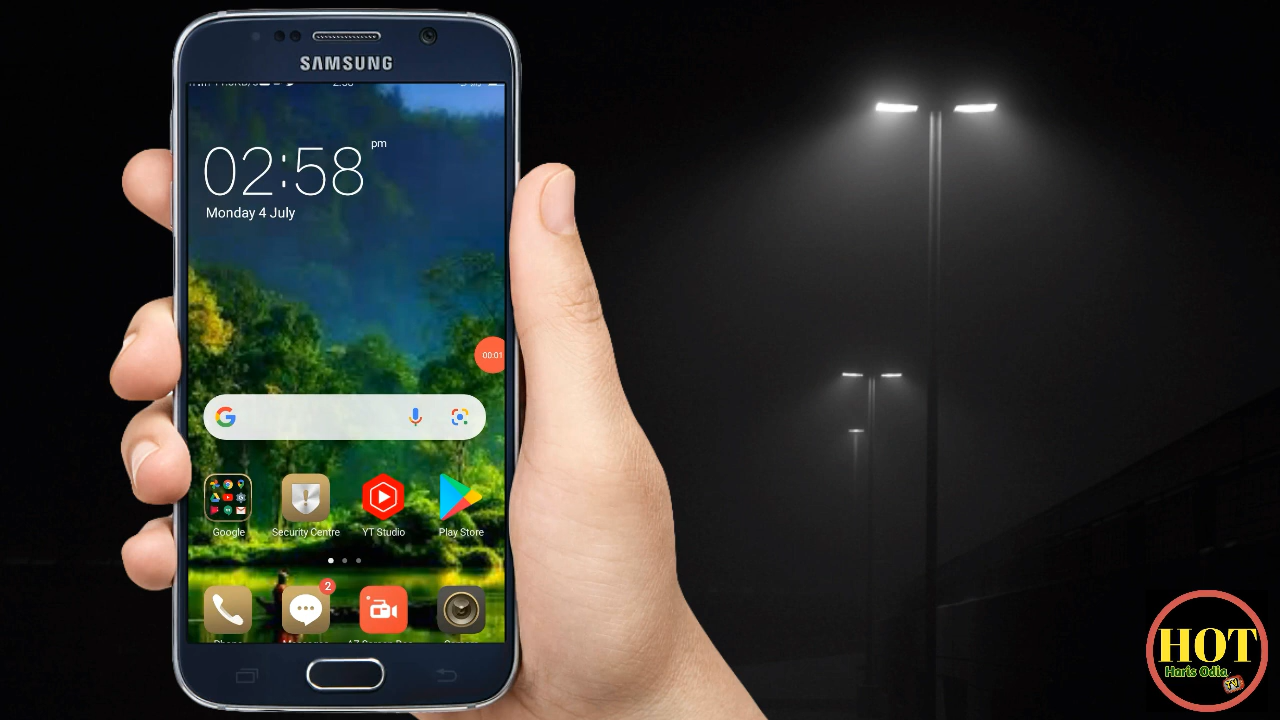 SAMSUNG
02:58 pm
Monday 4 July
00:01
Google
Security Centre
YT Studio
Play Store
2
HOT
Haris Odia
TV